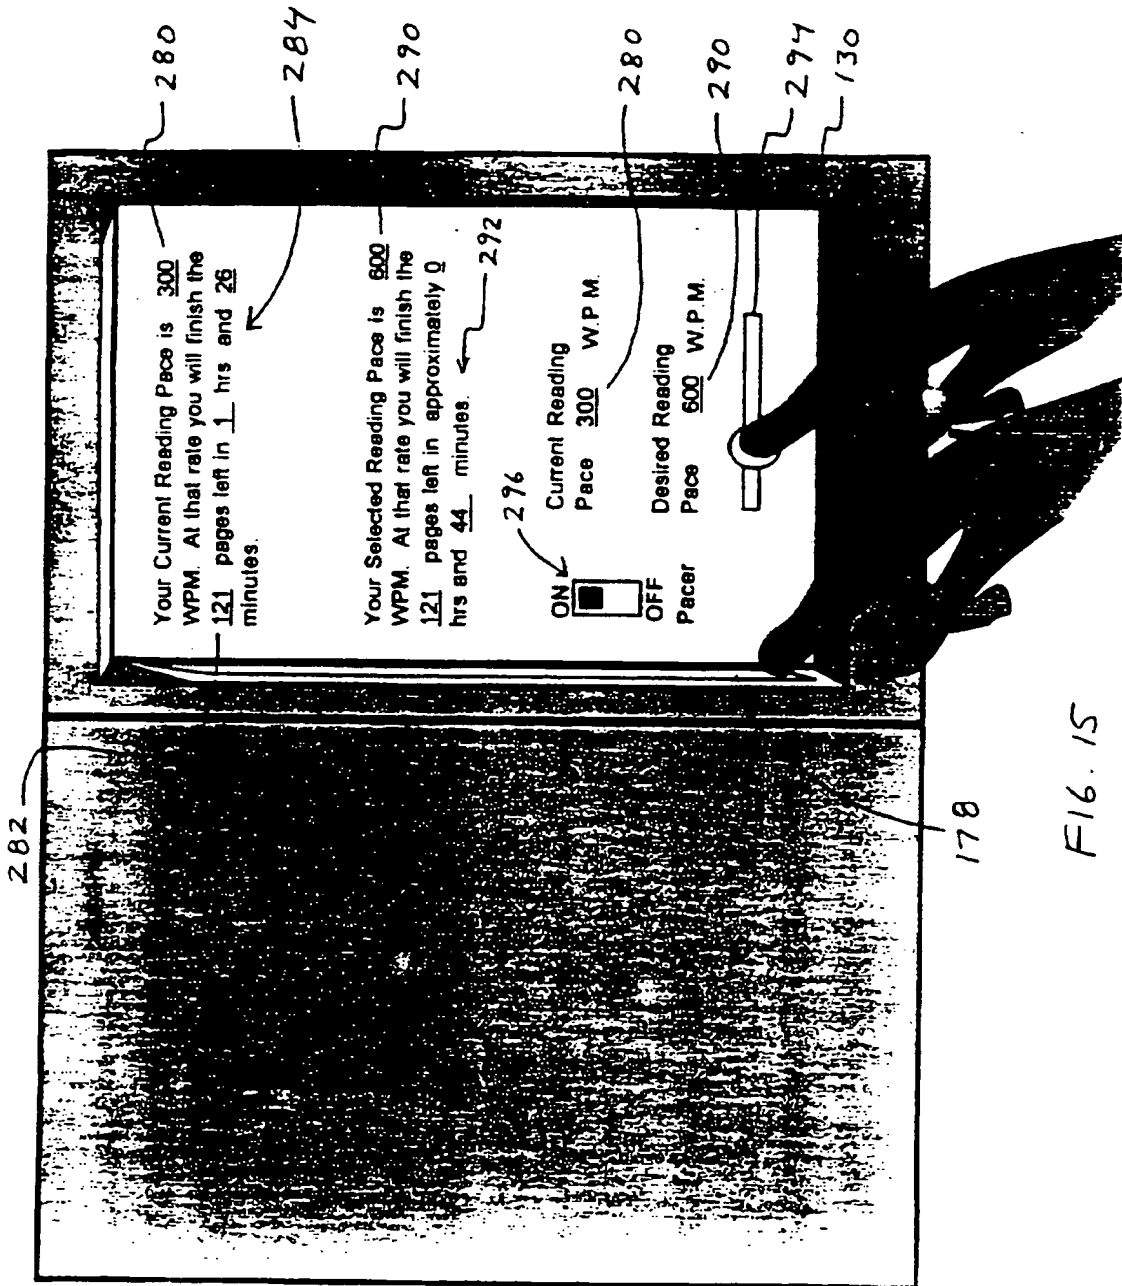 Your Current Reading Pace is 300
WPM. At that rate you will finish the
121 pages left in 1 hrs and 26
minutes.
Your Selected Reading Pace is 600
WPM. At that rate you will finish the
121 pages left in approximately 0
hrs and 44 minutes.
ON
OFF
Pacer
Current Reading
Pace 300 W.P.M.
Desired Reading
Pace 600 W.P.M.
280
284
290
292
296
280
290
294
130
282
178
FIG. 15